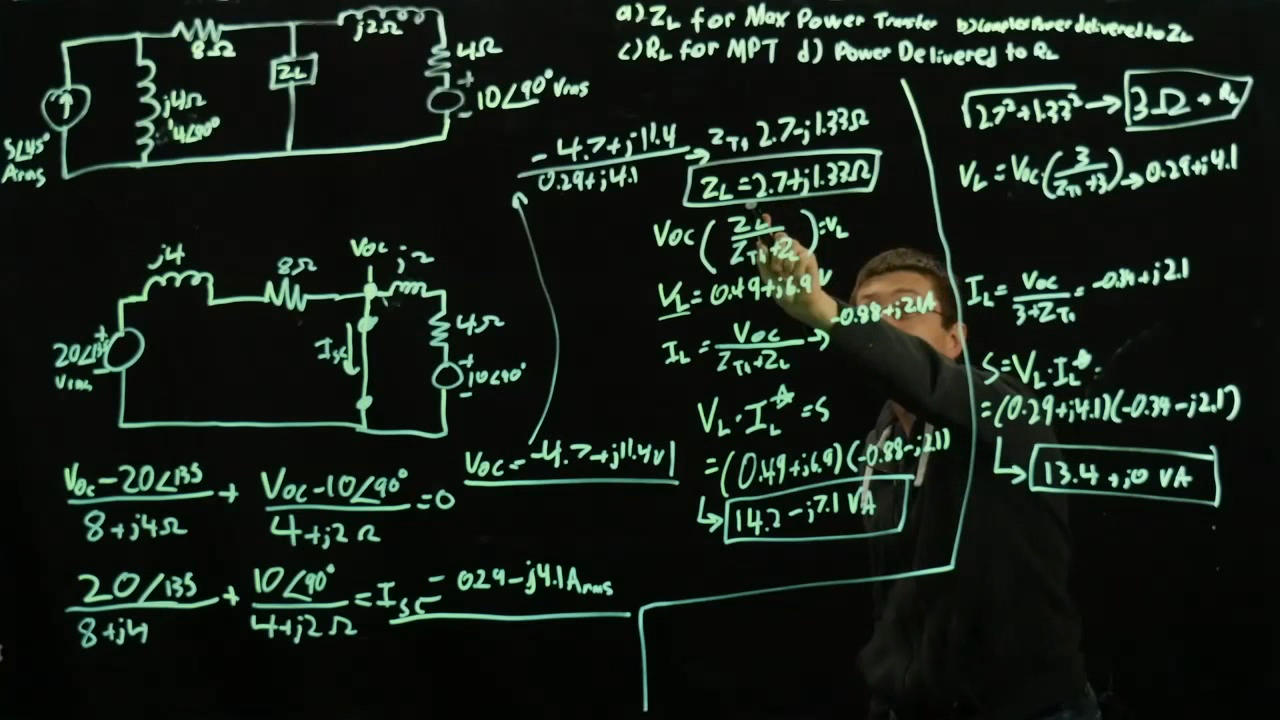 a) ZL for Max Power Transfer b) Complex Power delivered to ZL
c) RL for MPT d) Power Delivered to RL
5∠45° Arms
j4Ω
4∠90°
8Ω
ZL
j2Ω
4Ω
+
10∠90° Vrms
-
20∠135 Vrms
+
-
j4
8Ω
Voc
j2
Isc
4Ω
+
10∠90°
-
(Voc-20∠135)/(8+j4Ω) + (Voc-10∠90°)/(4+j2Ω) = 0
(20∠135)/(8+j4) + (10∠90°)/(4+j2Ω) = Isc = 0.29-j4.1 Arms
Voc = -4.7+j11.4 V
(-4.7+j11.4)/(0.29+j4.1) → ZTh 2.7-j1.33Ω
ZL = 2.7+j1.33Ω
Voc (ZL/(ZTh+ZL)) = VL
VL = 0.49+j6.9 V
IL = Voc/(ZTh+ZL) → -0.88+j2.1 A
VL · IL* = S
= (0.49+j6.9)(-0.88-j2.1)
↳ 14.2-j7.1 VA
√(2.7²+1.33²) → 3Ω → RL
VL = Voc(3/(ZTh+3)) → 0.29+j4.1
IL = Voc/(3+ZTh) = -0.39+j2.1
S = VL · IL*
= (0.29+j4.1)(-0.39-j2.1)
↳ 13.4 + j0 VA